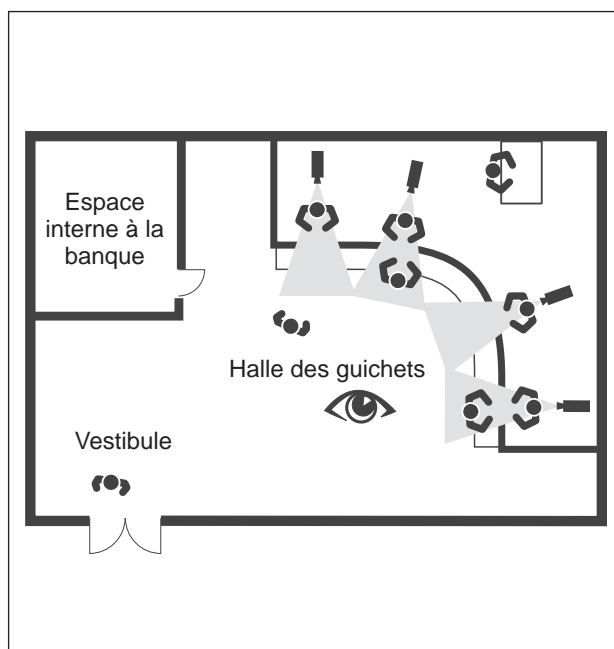 Espace
interne à la
banque
Halle des guichets
Vestibule